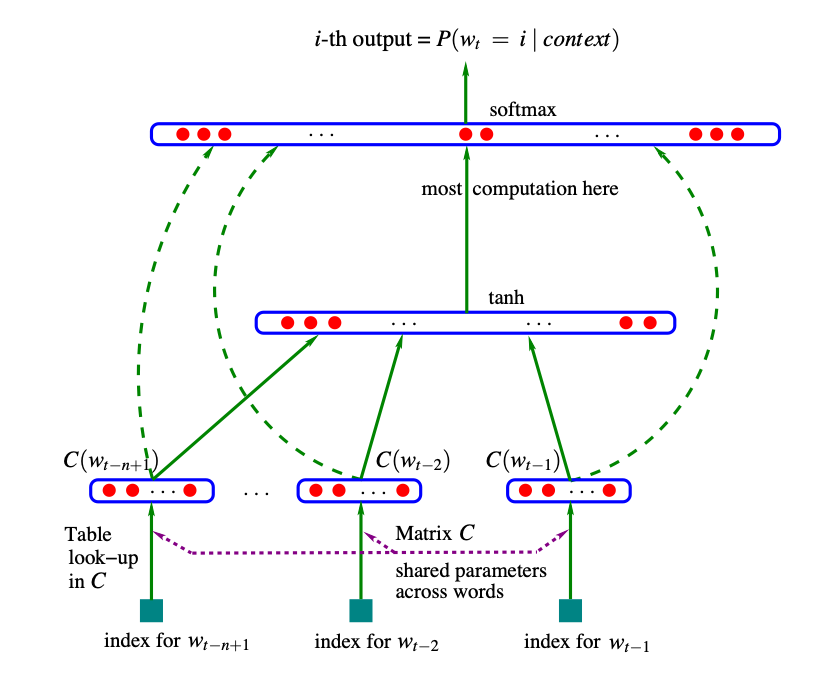 i-th output = P(w_t = i | context)
softmax
. . .
. . .
most computation here
tanh
. . .
. . .
C(w_{t−n+1})
C(w_{t−2})
C(w_{t−1})
. . .
. . .
. . .
. . .
Table
look−up
in C
Matrix C
shared parameters
across words
index for w_{t−n+1}
index for w_{t−2}
index for w_{t−1}